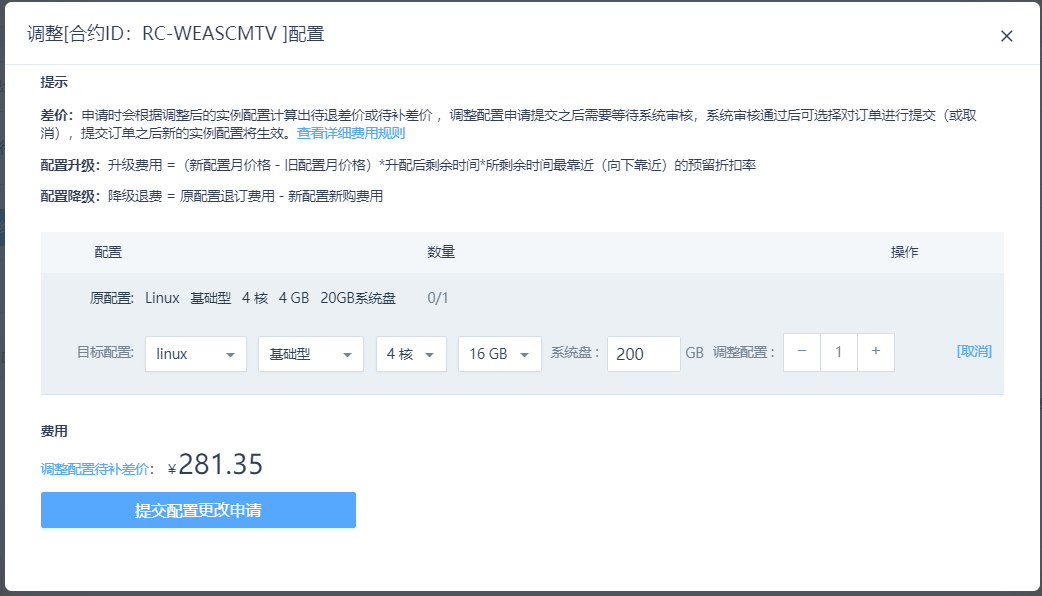 调整[合约ID：RC-WEASCMTV ]配置
提示
差价：申请时会根据调整后的实例配置计算出待退差价或待补差价 ，调整配置申请提交之后需要等待系统审核，系统审核通过后可选择对订单进行提交（或取
消），提交订单之后新的实例配置将生效。查看详细费用规则
配置升级：升级费用 =（新配置月价格 - 旧配置月价格）*升配后剩余时间*所剩余时间最靠近（向下靠近）的预留折扣率
配置降级：降级退费 = 原配置退订费用 - 新配置新购费用
配置 数量 操作
原配置: Linux 基础型 4 核 4 GB 20GB系统盘 0/1
目标配置: linux 基础型 4 核 16 GB 系统盘 : 200 GB 调整配置 : − 1 + [取消]
费用
调整配置待补差价： ¥281.35
提交配置更改申请